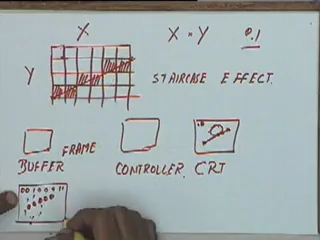 X X × Y 0.1
Y STAIRCASE EFFECT.
FRAME
BUFFER CONTROLLER. CRT